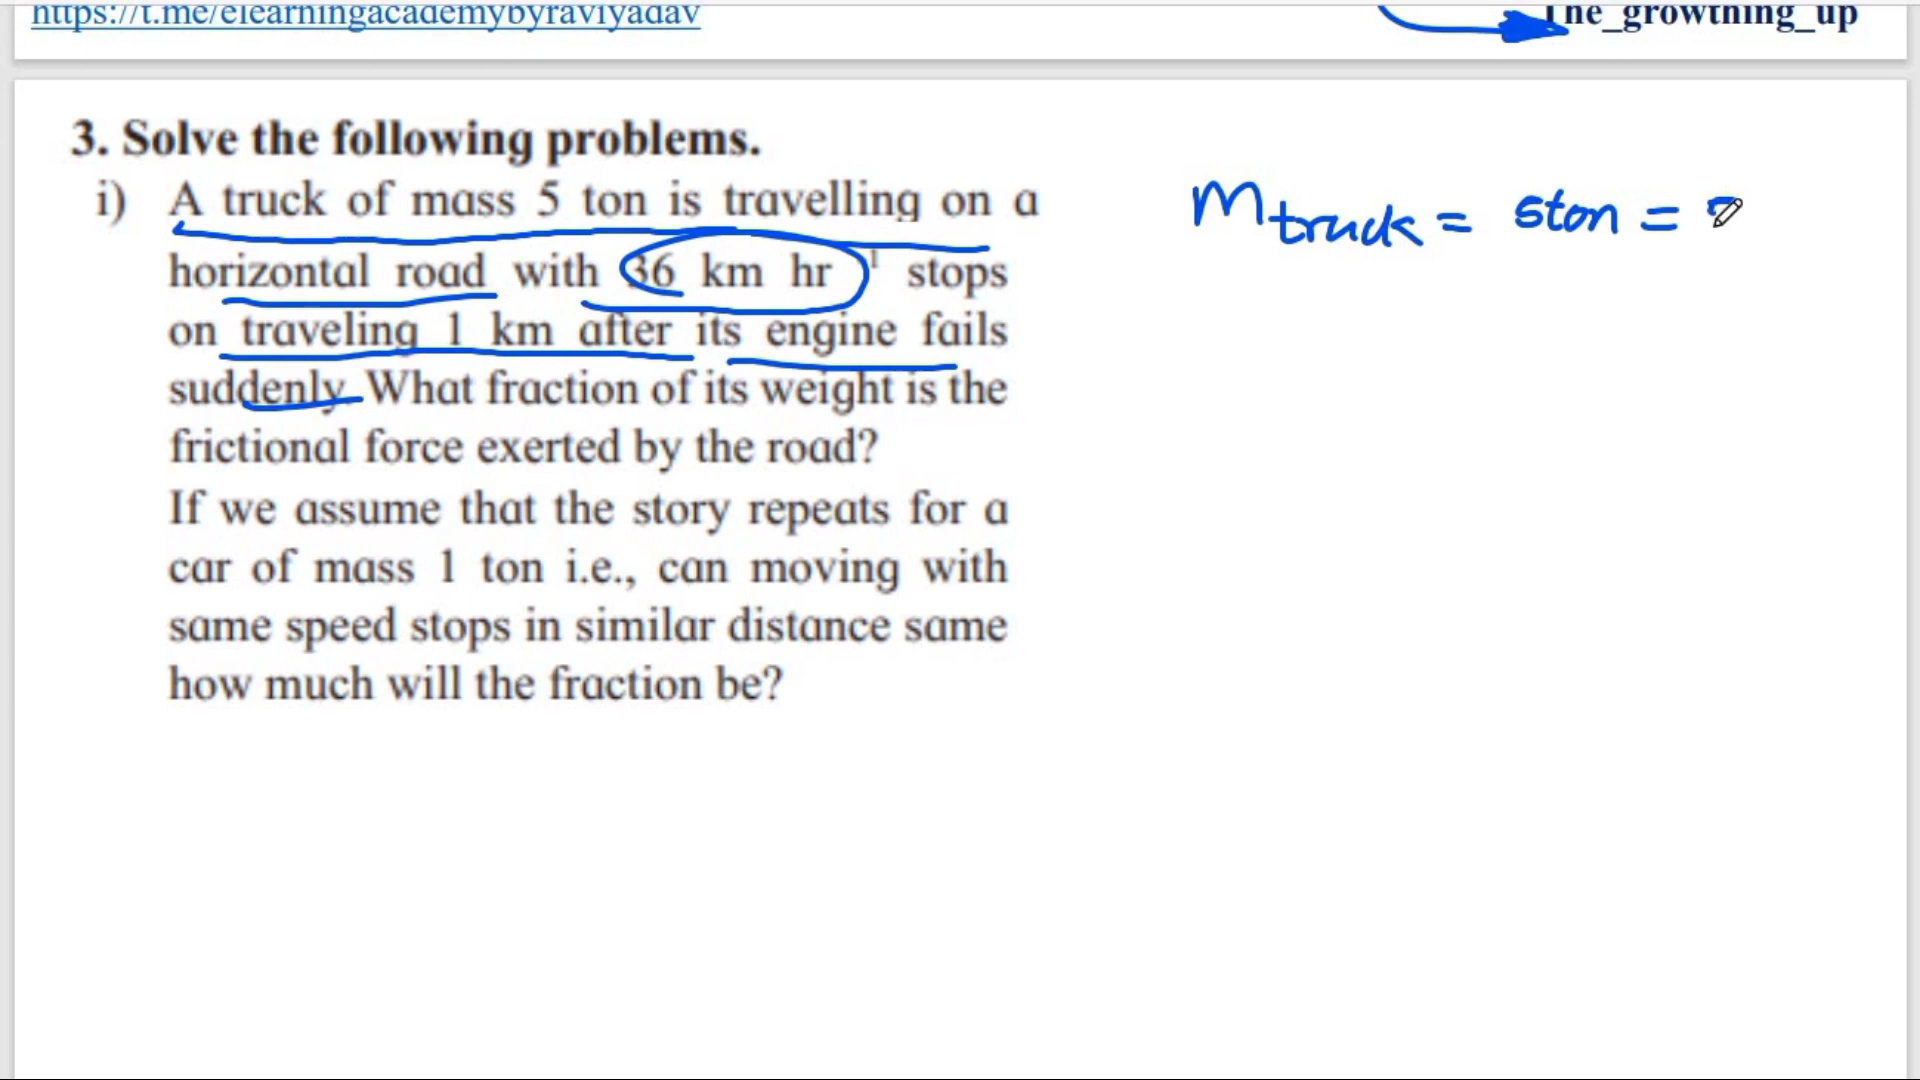 https://t.me/elearningacademybyraviyadav
The_growthing_up
3. Solve the following problems.
i) A truck of mass 5 ton is travelling on a
horizontal road with 36 km hr 1 stops
on traveling 1 km after its engine fails
suddenly. What fraction of its weight is the
frictional force exerted by the road?
If we assume that the story repeats for a
car of mass 1 ton i.e., can moving with
same speed stops in similar distance same
how much will the fraction be?
Mtruck = 5ton =